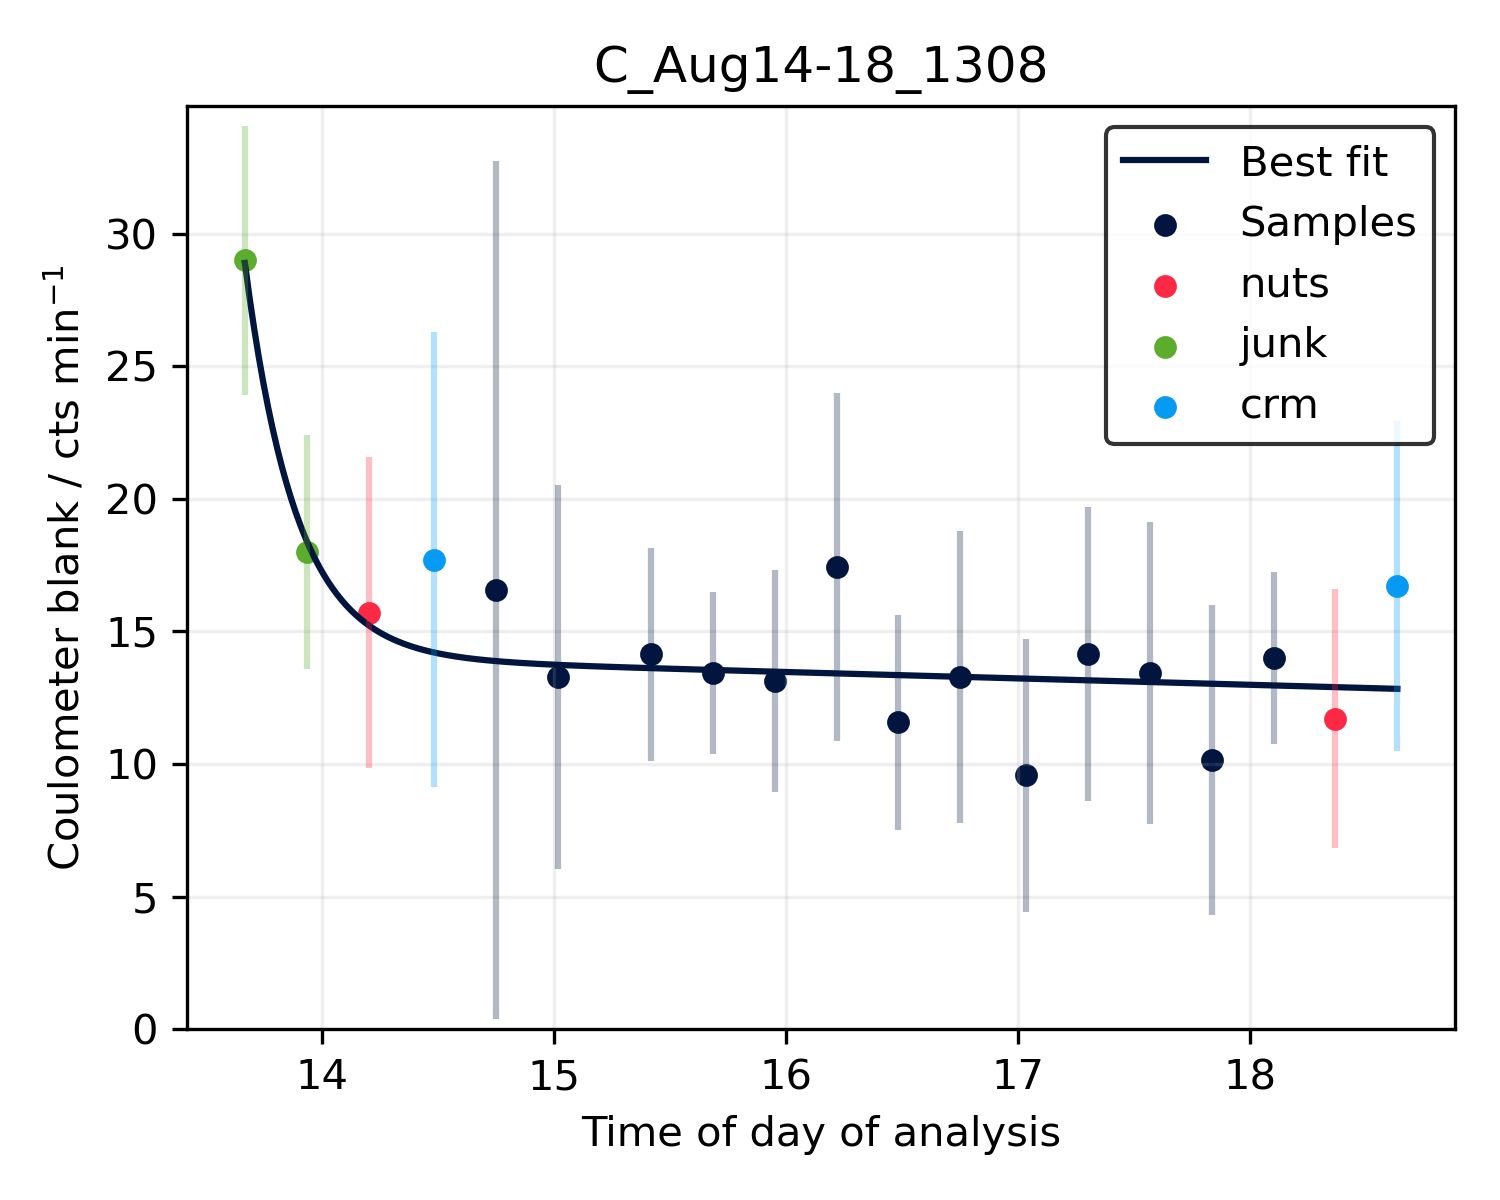 C_Aug14-18_1308
Coulometer blank / cts min⁻¹
30
25
20
15
10
5
0
14 15 16 17 18
Time of day of analysis
Best fit
Samples
nuts
junk
crm